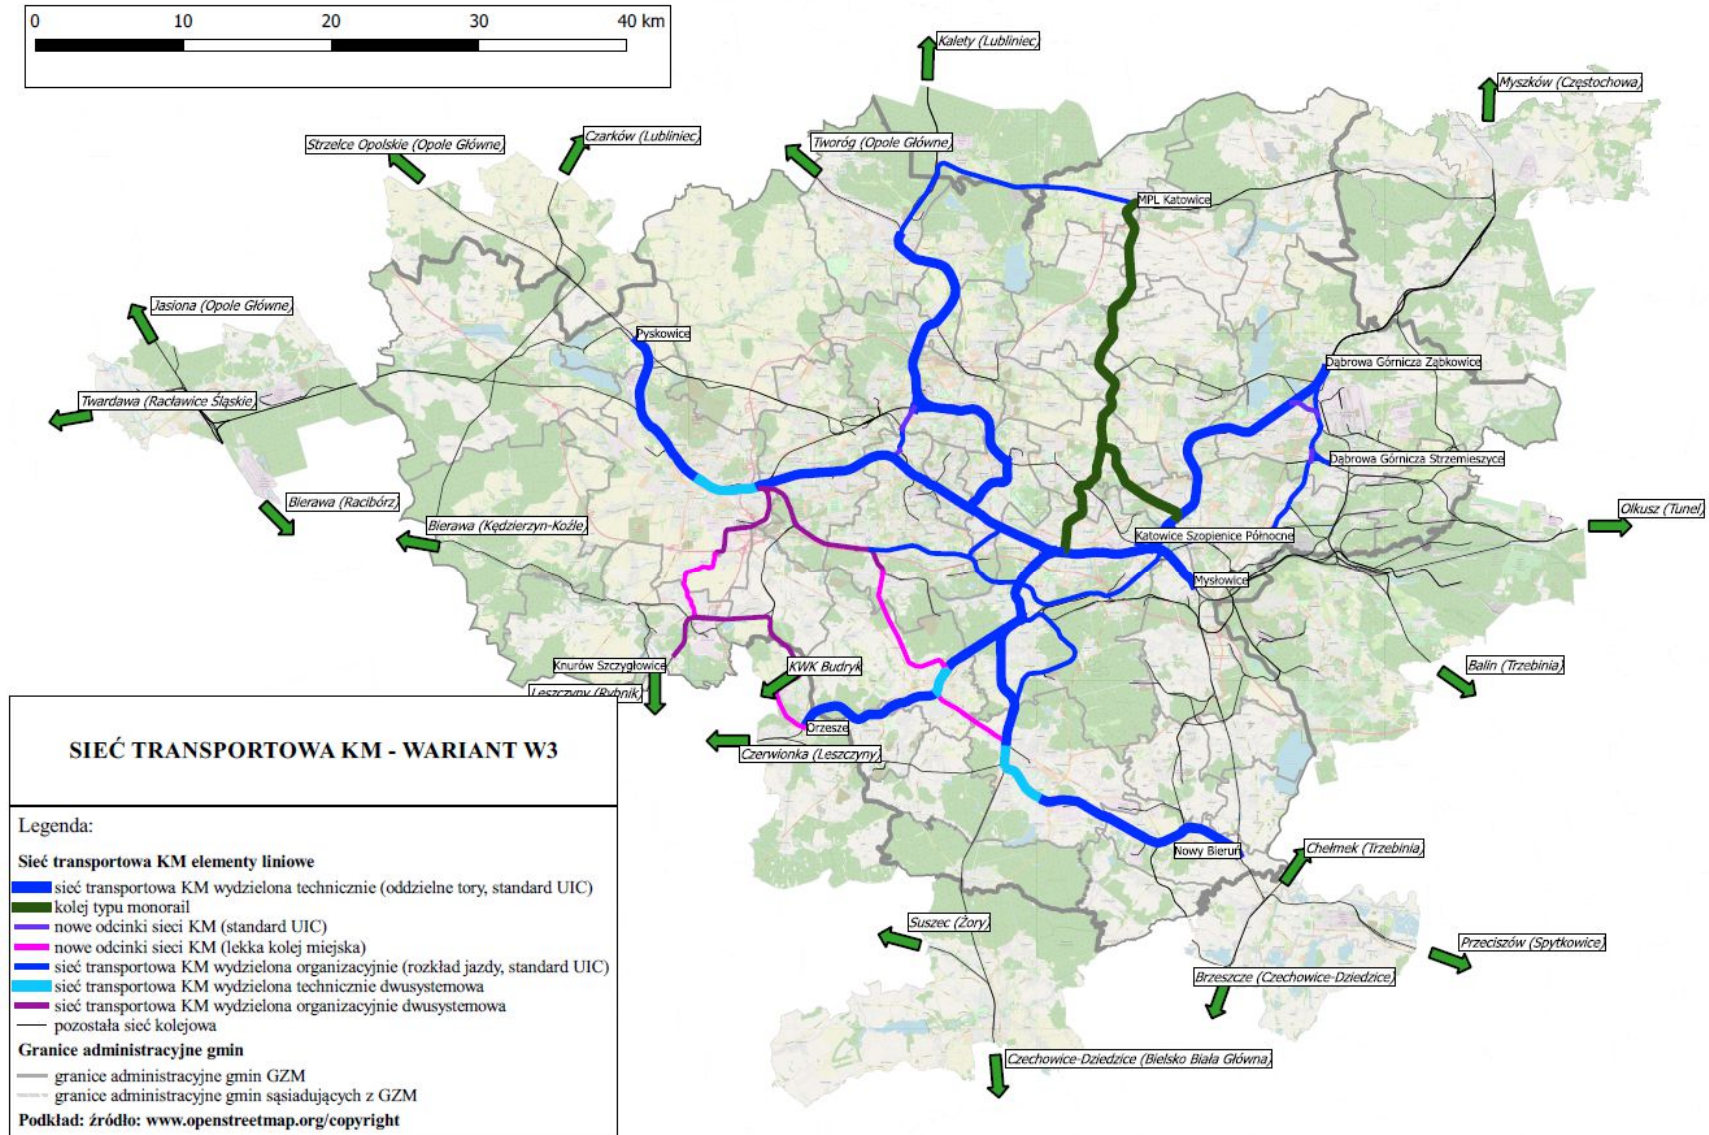 0 10 20 30 40 km
Kalety (Lubliniec)
Myszków (Częstochowa)
Czarków (Lubliniec)
Strzelce Opolskie (Opole Główne)
Tworóg (Opole Główne)
MPL Katowice
Jasiona (Opole Główne)
Pyskowice
Dąbrowa Górnicza Ząbkowice
Twardawa (Racławice Śląskie)
Dąbrowa Górnicza Strzemieszyce
Bierawa (Racibórz)
Olkusz (Tunel)
Bierawa (Kędzierzyn-Koźle)
Katowice Szopienice Północne
Mysłowice
Knurów Szczygłowice
KWK Budryk
Balin (Trzebinia)
Leszczyny (Rybnik)
Orzesze
Czerwionka (Leszczyny)
Nowy Bieruń
Chełmek (Trzebinia)
Suszec (Żory)
Przeciszów (Spytkowice)
Brzeszcze (Czechowice-Dziedzice)
Czechowice-Dziedzice (Bielsko Biała Główna)
SIEĆ TRANSPORTOWA KM - WARIANT W3
Legenda:
Sieć transportowa KM elementy liniowe
sieć transportowa KM wydzielona technicznie (oddzielne tory, standard UIC)
kolej typu monorail
nowe odcinki sieci KM (standard UIC)
nowe odcinki sieci KM (lekka kolej miejska)
sieć transportowa KM wydzielona organizacyjnie (rozkład jazdy, standard UIC)
sieć transportowa KM wydzielona technicznie dwusystemowa
sieć transportowa KM wydzielona organizacyjnie dwusystemowa
pozostała sieć kolejowa
Granice administracyjne gmin
granice administracyjne gmin GZM
granice administracyjne gmin sąsiadujących z GZM
Podkład: źródło: www.openstreetmap.org/copyright